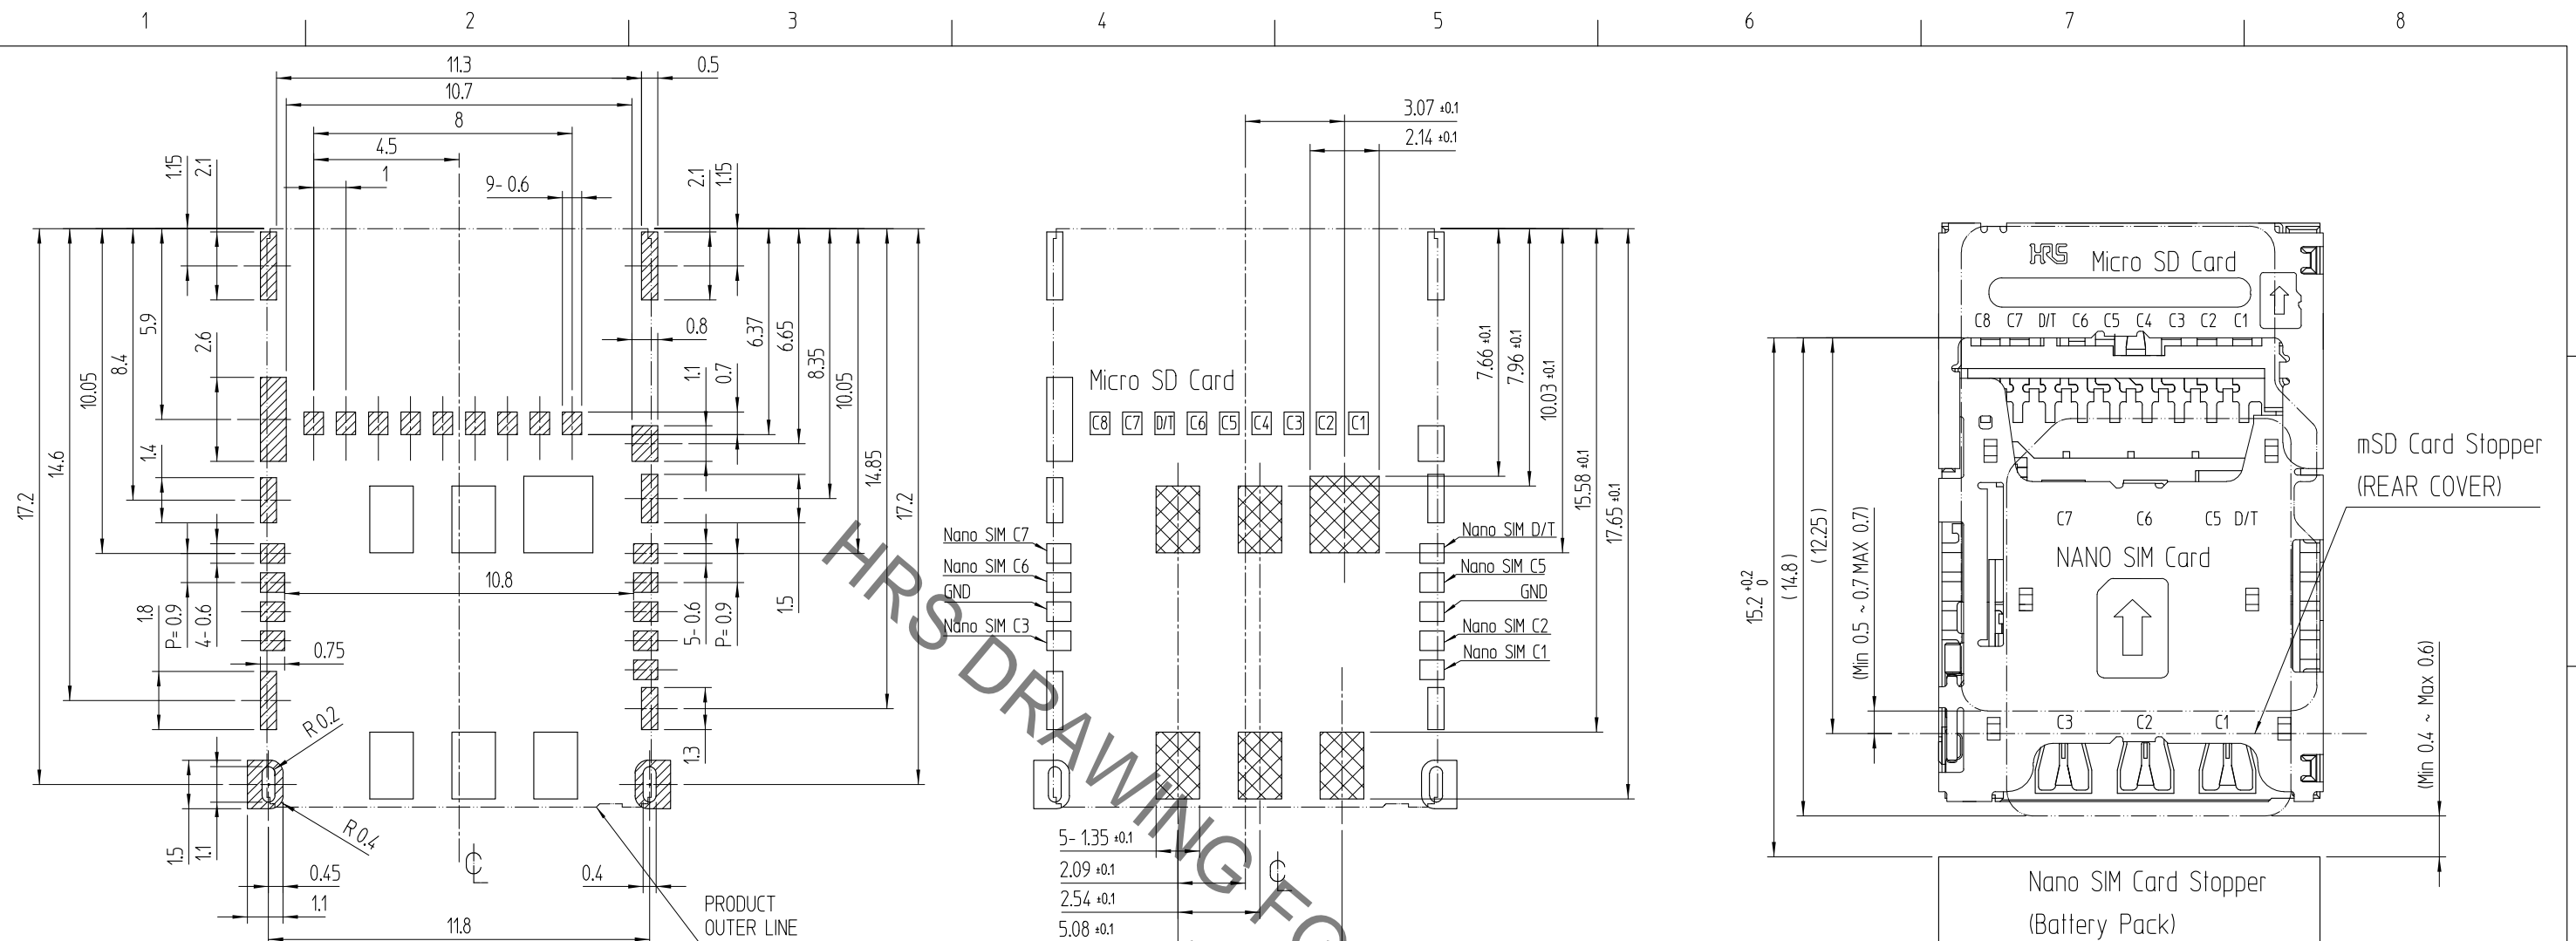 1 2 3 4 5 6 7 8
11.3
0.5
10.7
8
4.5
1
9- 0.6
1.15
2.1
2.1
1.15
17.2
14.6
10.05
8.4
5.9
2.6
1.4
1.8
P= 0.9
4- 0.6
0.75
10.8
0.8
1.1
0.7
6.37
6.65
8.35
10.05
14.85
17.2
1.5
5- 0.6
P= 0.9
1.3
R 0.2
R 0.4
1.5
1.1
0.45
1.1
0.4
11.8
CL
PRODUCT
OUTER LINE
3.07 ±0.1
2.14 ±0.1
7.66 ±0.1
7.96 ±0.1
10.03 ±0.1
15.58 ±0.1
17.65 ±0.1
Micro SD Card
C8 C7 D/T C6 C5 C4 C3 C2 C1
Nano SIM C7
Nano SIM C6
GND
Nano SIM C3
Nano SIM D/T
Nano SIM C5
GND
Nano SIM C2
Nano SIM C1
5- 1.35 ±0.1
2.09 ±0.1
2.54 ±0.1
5.08 ±0.1
CL
HRS DRAWING FO
HRS
Micro SD Card
C8 C7 D/T C6 C5 C4 C3 C2 C1
C7 C6 C5 D/T
NANO SIM Card
C3 C2 C1
15.2 +0.2 0
( 14.8 )
( 12.25 )
(Min 0.5 ~ 0.7 MAX 0.7)
mSD Card Stopper
(REAR COVER)
(Min 0.4 ~ Max 0.6)
Nano SIM Card Stopper
(Battery Pack)